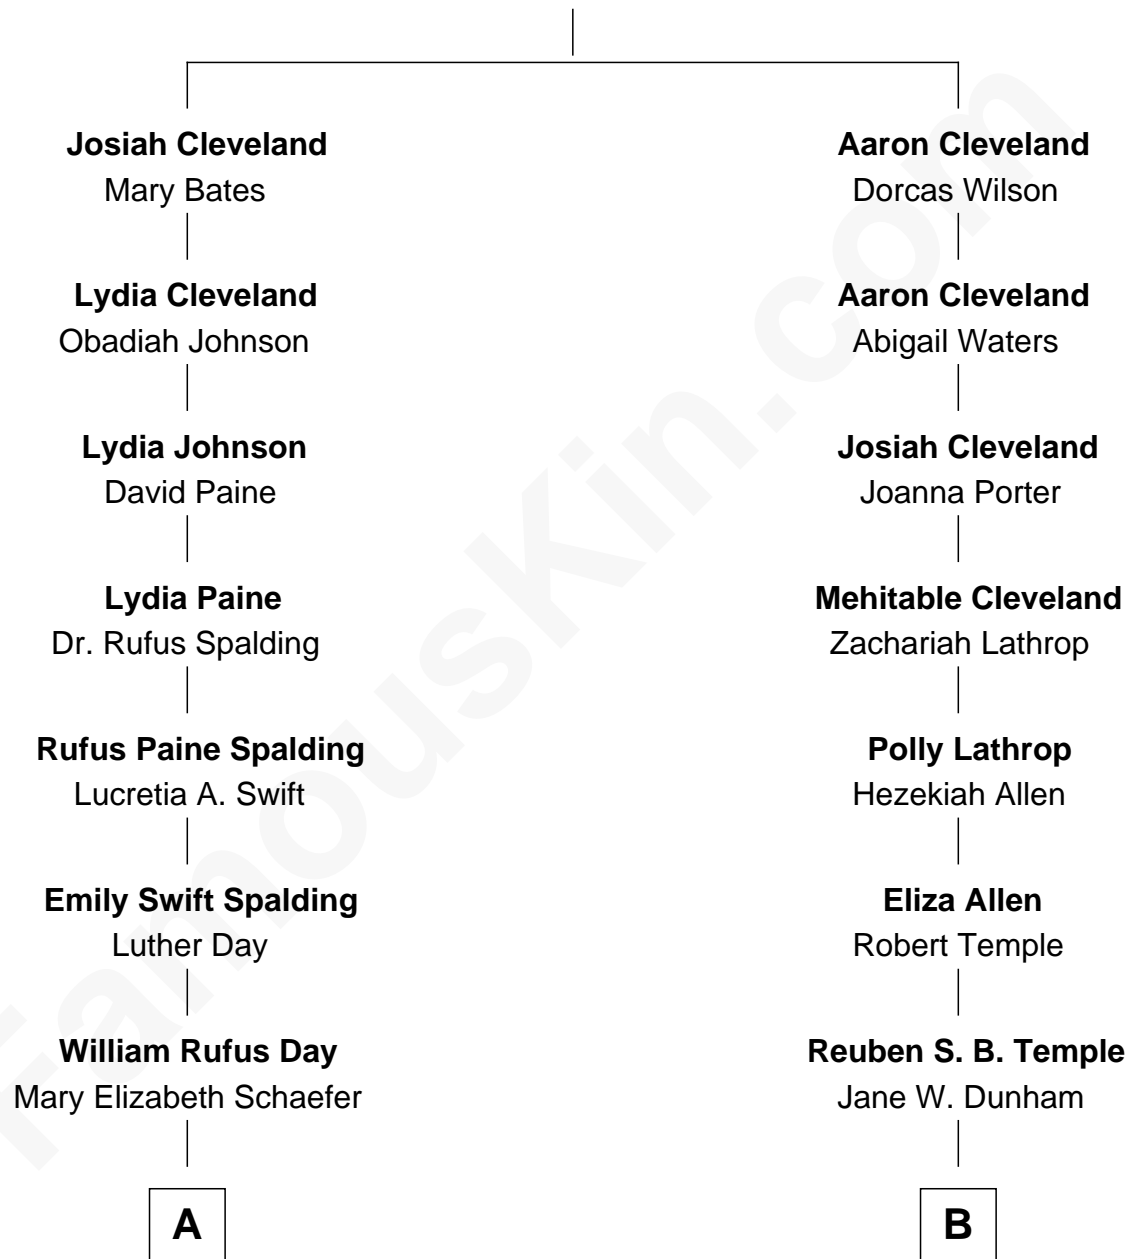 Josiah Cleveland
Mary Bates
Lydia Cleveland
Obadiah Johnson
Lydia Johnson
David Paine
Lydia Paine
Dr. Rufus Spalding
Rufus Paine Spalding
Lucretia A. Swift
Emily Swift Spalding
Luther Day
William Rufus Day
Mary Elizabeth Schaefer
A
Aaron Cleveland
Dorcas Wilson
Aaron Cleveland
Abigail Waters
Josiah Cleveland
Joanna Porter
Mehitable Cleveland
Zachariah Lathrop
Polly Lathrop
Hezekiah Allen
Eliza Allen
Robert Temple
Reuben S. B. Temple
Jane W. Dunham
B
FamousKin.com